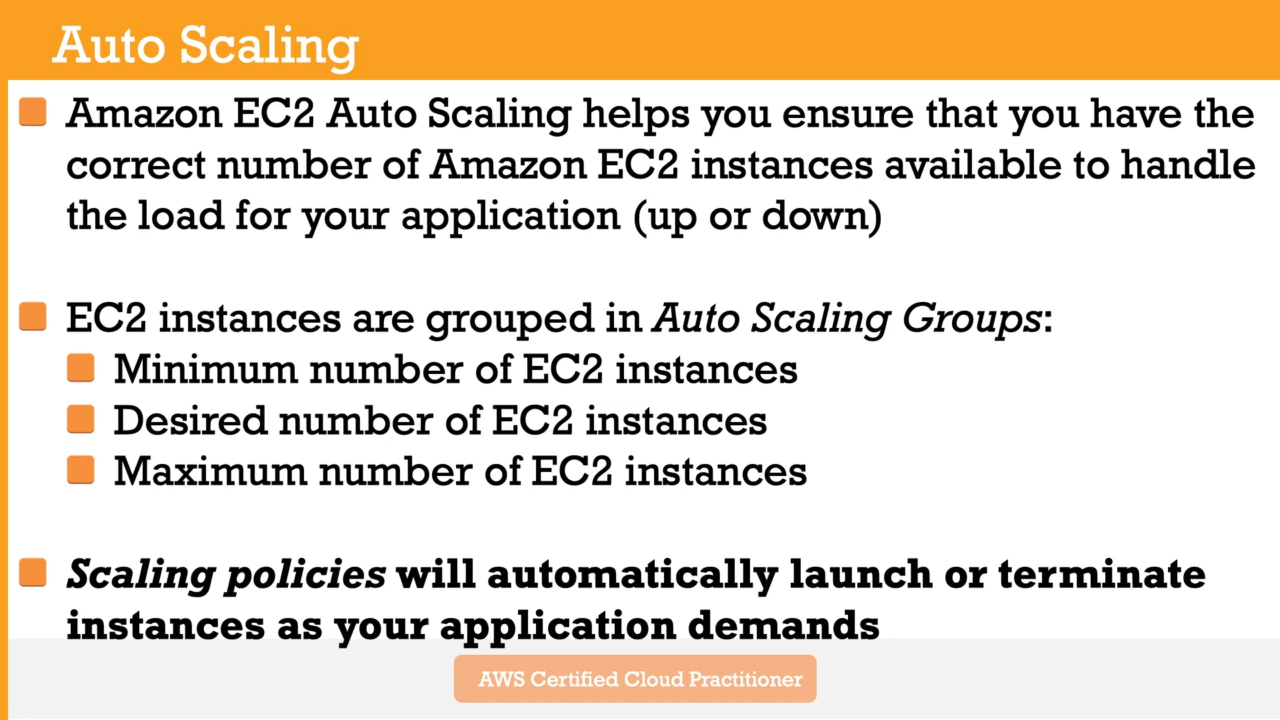 Auto Scaling
Amazon EC2 Auto Scaling helps you ensure that you have the
correct number of Amazon EC2 instances available to handle
the load for your application (up or down)
EC2 instances are grouped in Auto Scaling Groups:
Minimum number of EC2 instances
Desired number of EC2 instances
Maximum number of EC2 instances
Scaling policies will automatically launch or terminate
instances as your application demands
AWS Certified Cloud Practitioner